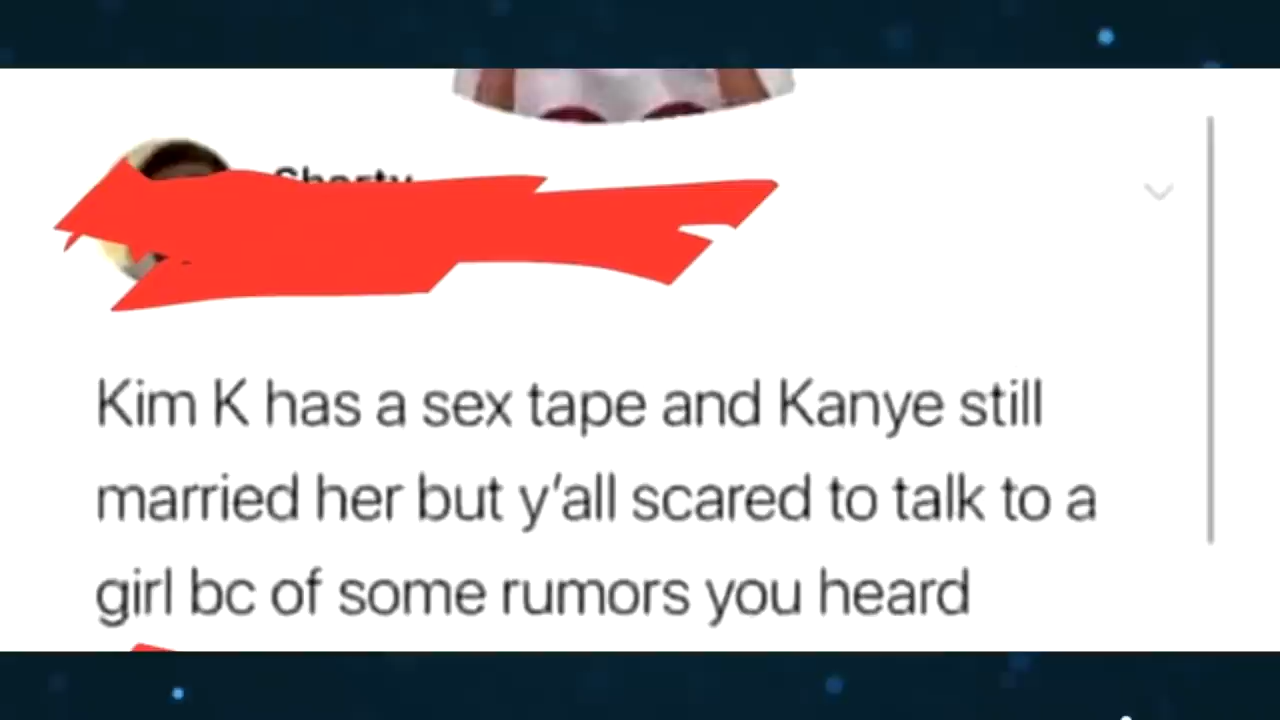 Shorty
Kim K has a sex tape and Kanye still
married her but y'all scared to talk to a
girl bc of some rumors you heard